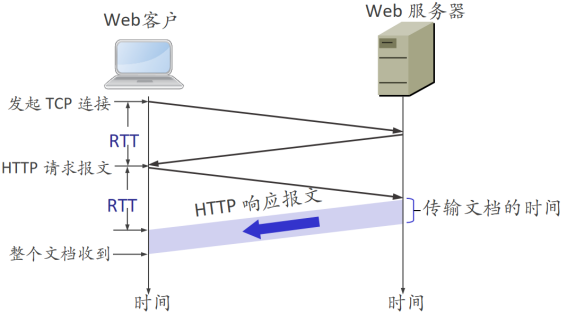 Web客户
Web 服务器
发起 TCP 连接
RTT
HTTP 请求报文
RTT
HTTP 响应报文
传输文档的时间
整个文档收到
时间
时间